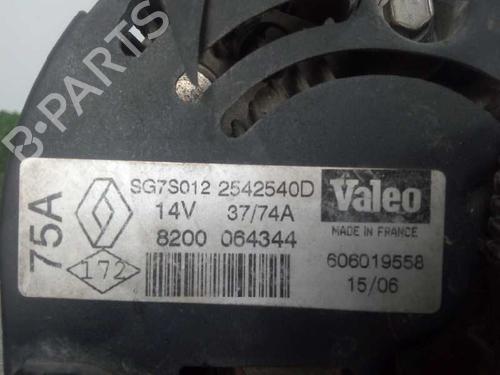 B-PARTS
75A
172
SG7S012 2542540D
14V 37/74A
8200 064344
Valeo
MADE IN FRANCE
606019558
15/06